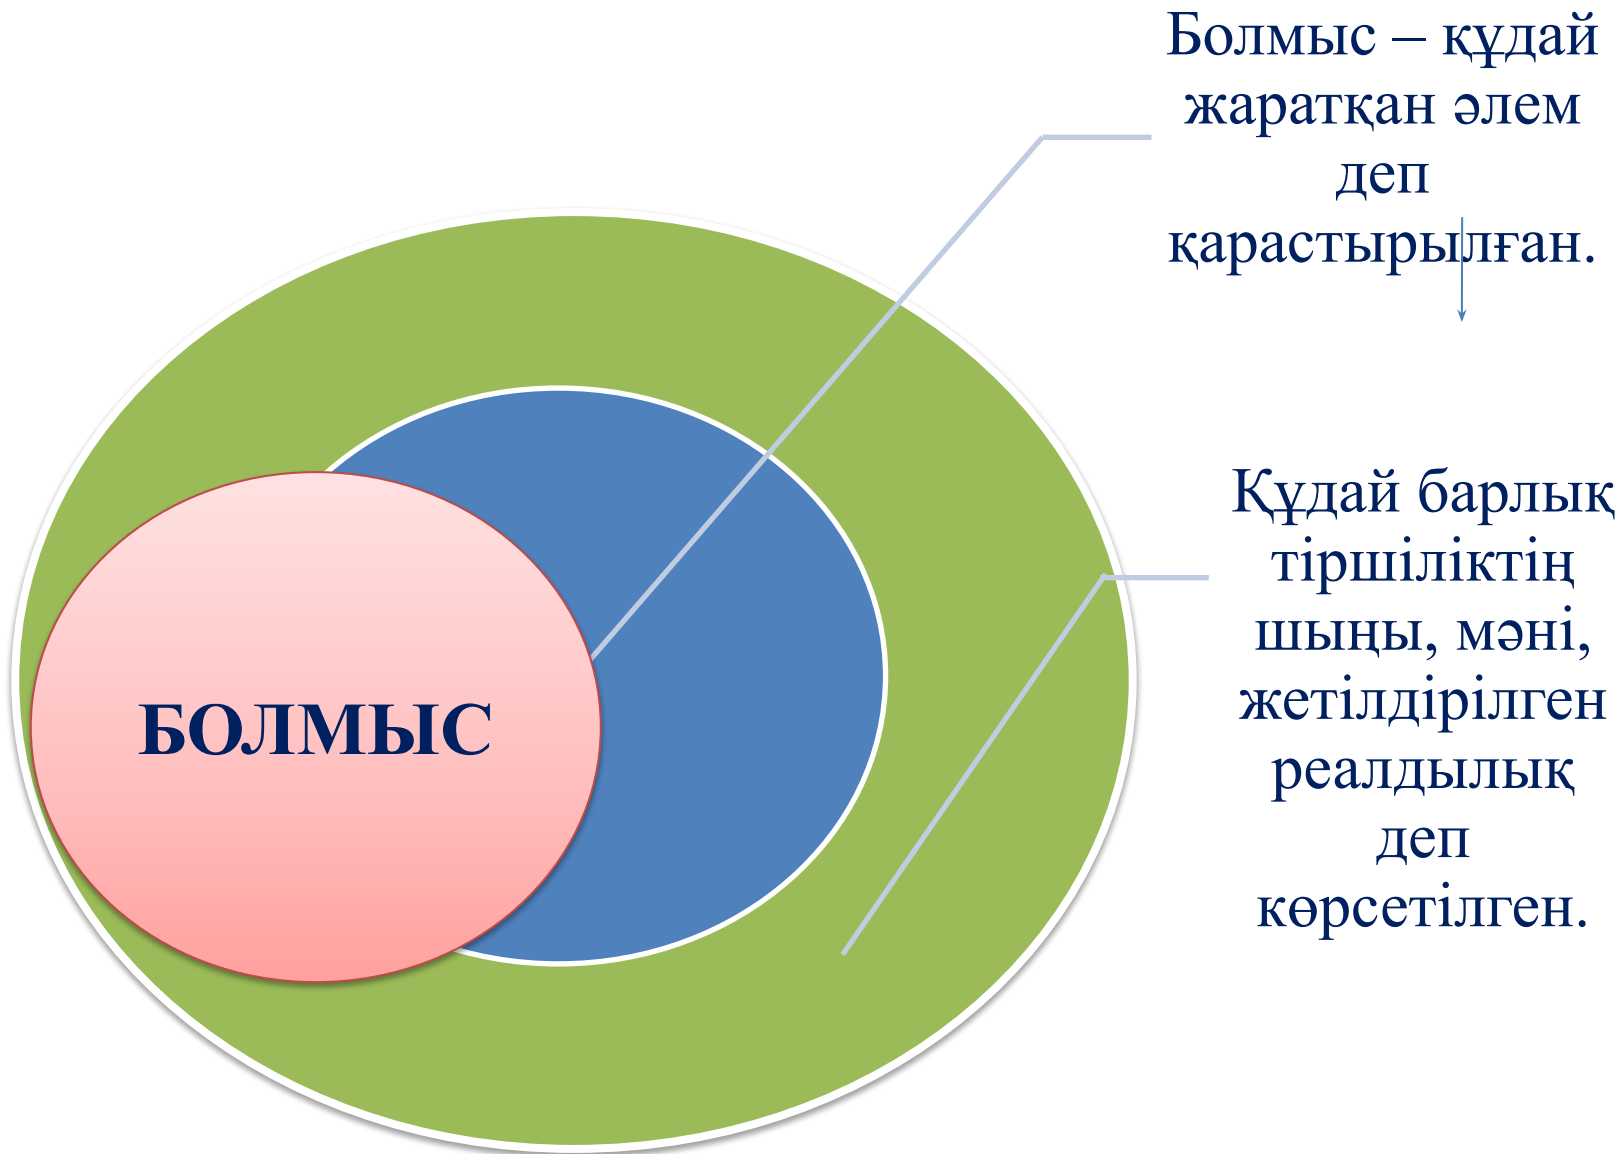 Болмыс – құдай
жаратқан әлем
деп
қарастырылған.
Құдай барлық
тіршіліктің
шыңы, мәні,
жетілдірілген
реалдылық
деп
көрсетілген.
БОЛМЫС